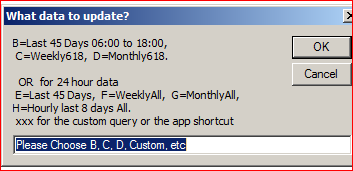 What data to update?
B=Last 45 Days 06:00 to 18:00,
C=Weekly618, D=Monthly618.
OK
Cancel
OR for 24 hour data
E=Last 45 Days, F=WeeklyAll, G=MonthlyAll,
H=Hourly last 8 days All.
xxx for the custom query or the app shortcut
Please Choose B, C, D, Custom, etc